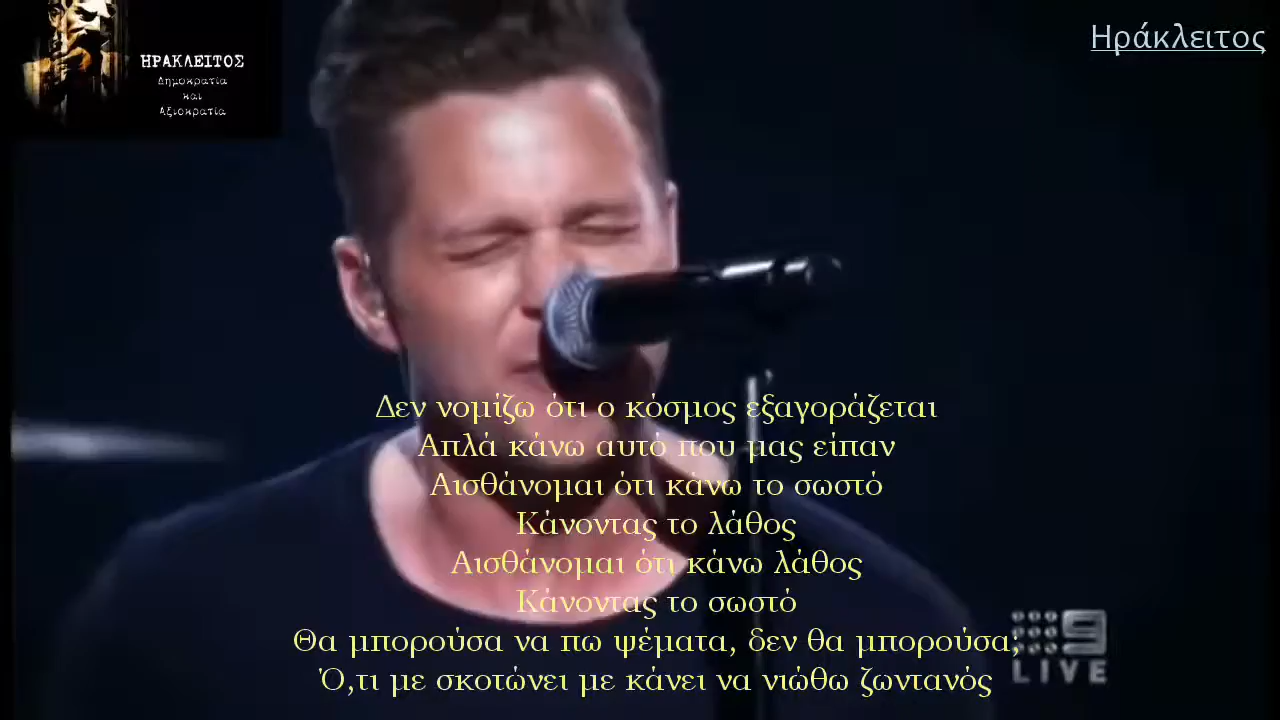 ΗΡΑΚΛΕΙΤΟΣ
Δημοκρατία
και
Αξιοκρατία
Ηράκλειτος
Δεν νομίζω ότι ο κόσμος εξαγοράζεται
Απλά κάνω αυτό που μας είπαν
Αισθάνομαι ότι κάνω το σωστό
Κάνοντας το λάθος
Αισθάνομαι ότι κάνω λάθος
Κάνοντας το σωστό
Θα μπορούσα να πω ψέματα, δεν θα μπορούσα;
Ό,τι με σκοτώνει με κάνει να νιώθω ζωντανός
9
LIVE